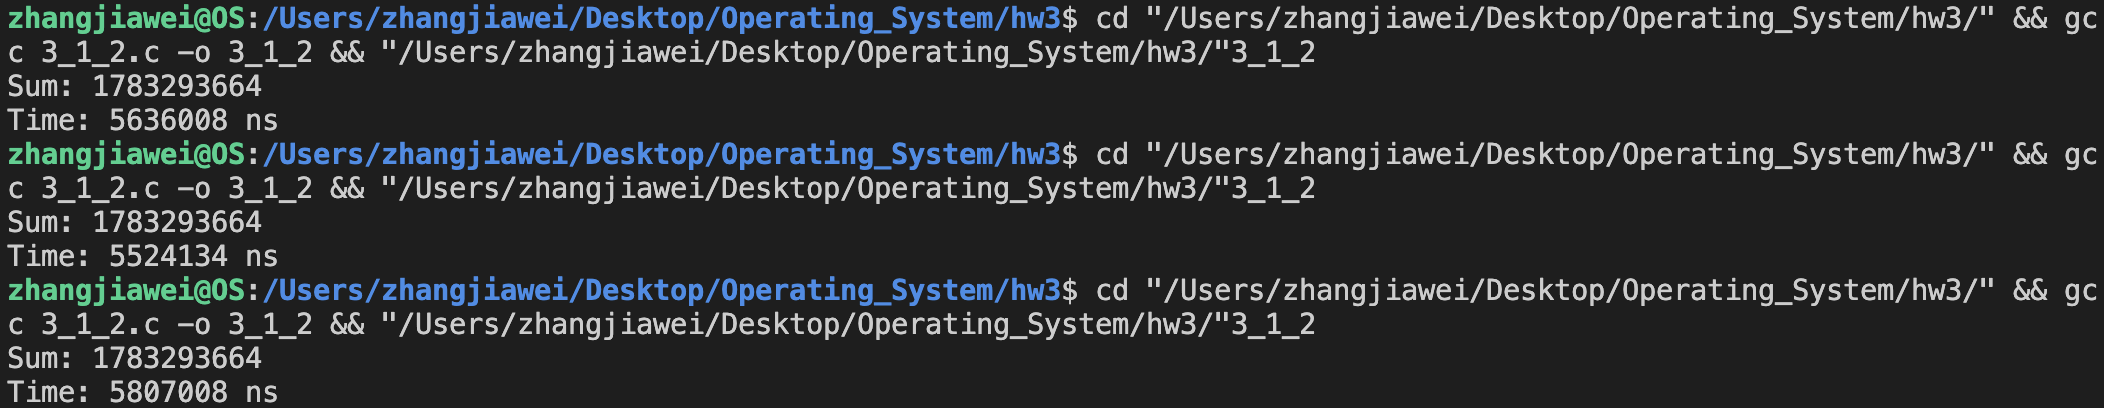 zhangjiawei@OS:/Users/zhangjiawei/Desktop/Operating_System/hw3$ cd "/Users/zhangjiawei/Desktop/Operating_System/hw3/" && gc
c 3_1_2.c -o 3_1_2 && "/Users/zhangjiawei/Desktop/Operating_System/hw3/"3_1_2
Sum: 1783293664
Time: 5636008 ns
zhangjiawei@OS:/Users/zhangjiawei/Desktop/Operating_System/hw3$ cd "/Users/zhangjiawei/Desktop/Operating_System/hw3/" && gc
c 3_1_2.c -o 3_1_2 && "/Users/zhangjiawei/Desktop/Operating_System/hw3/"3_1_2
Sum: 1783293664
Time: 5524134 ns
zhangjiawei@OS:/Users/zhangjiawei/Desktop/Operating_System/hw3$ cd "/Users/zhangjiawei/Desktop/Operating_System/hw3/" && gc
c 3_1_2.c -o 3_1_2 && "/Users/zhangjiawei/Desktop/Operating_System/hw3/"3_1_2
Sum: 1783293664
Time: 5807008 ns